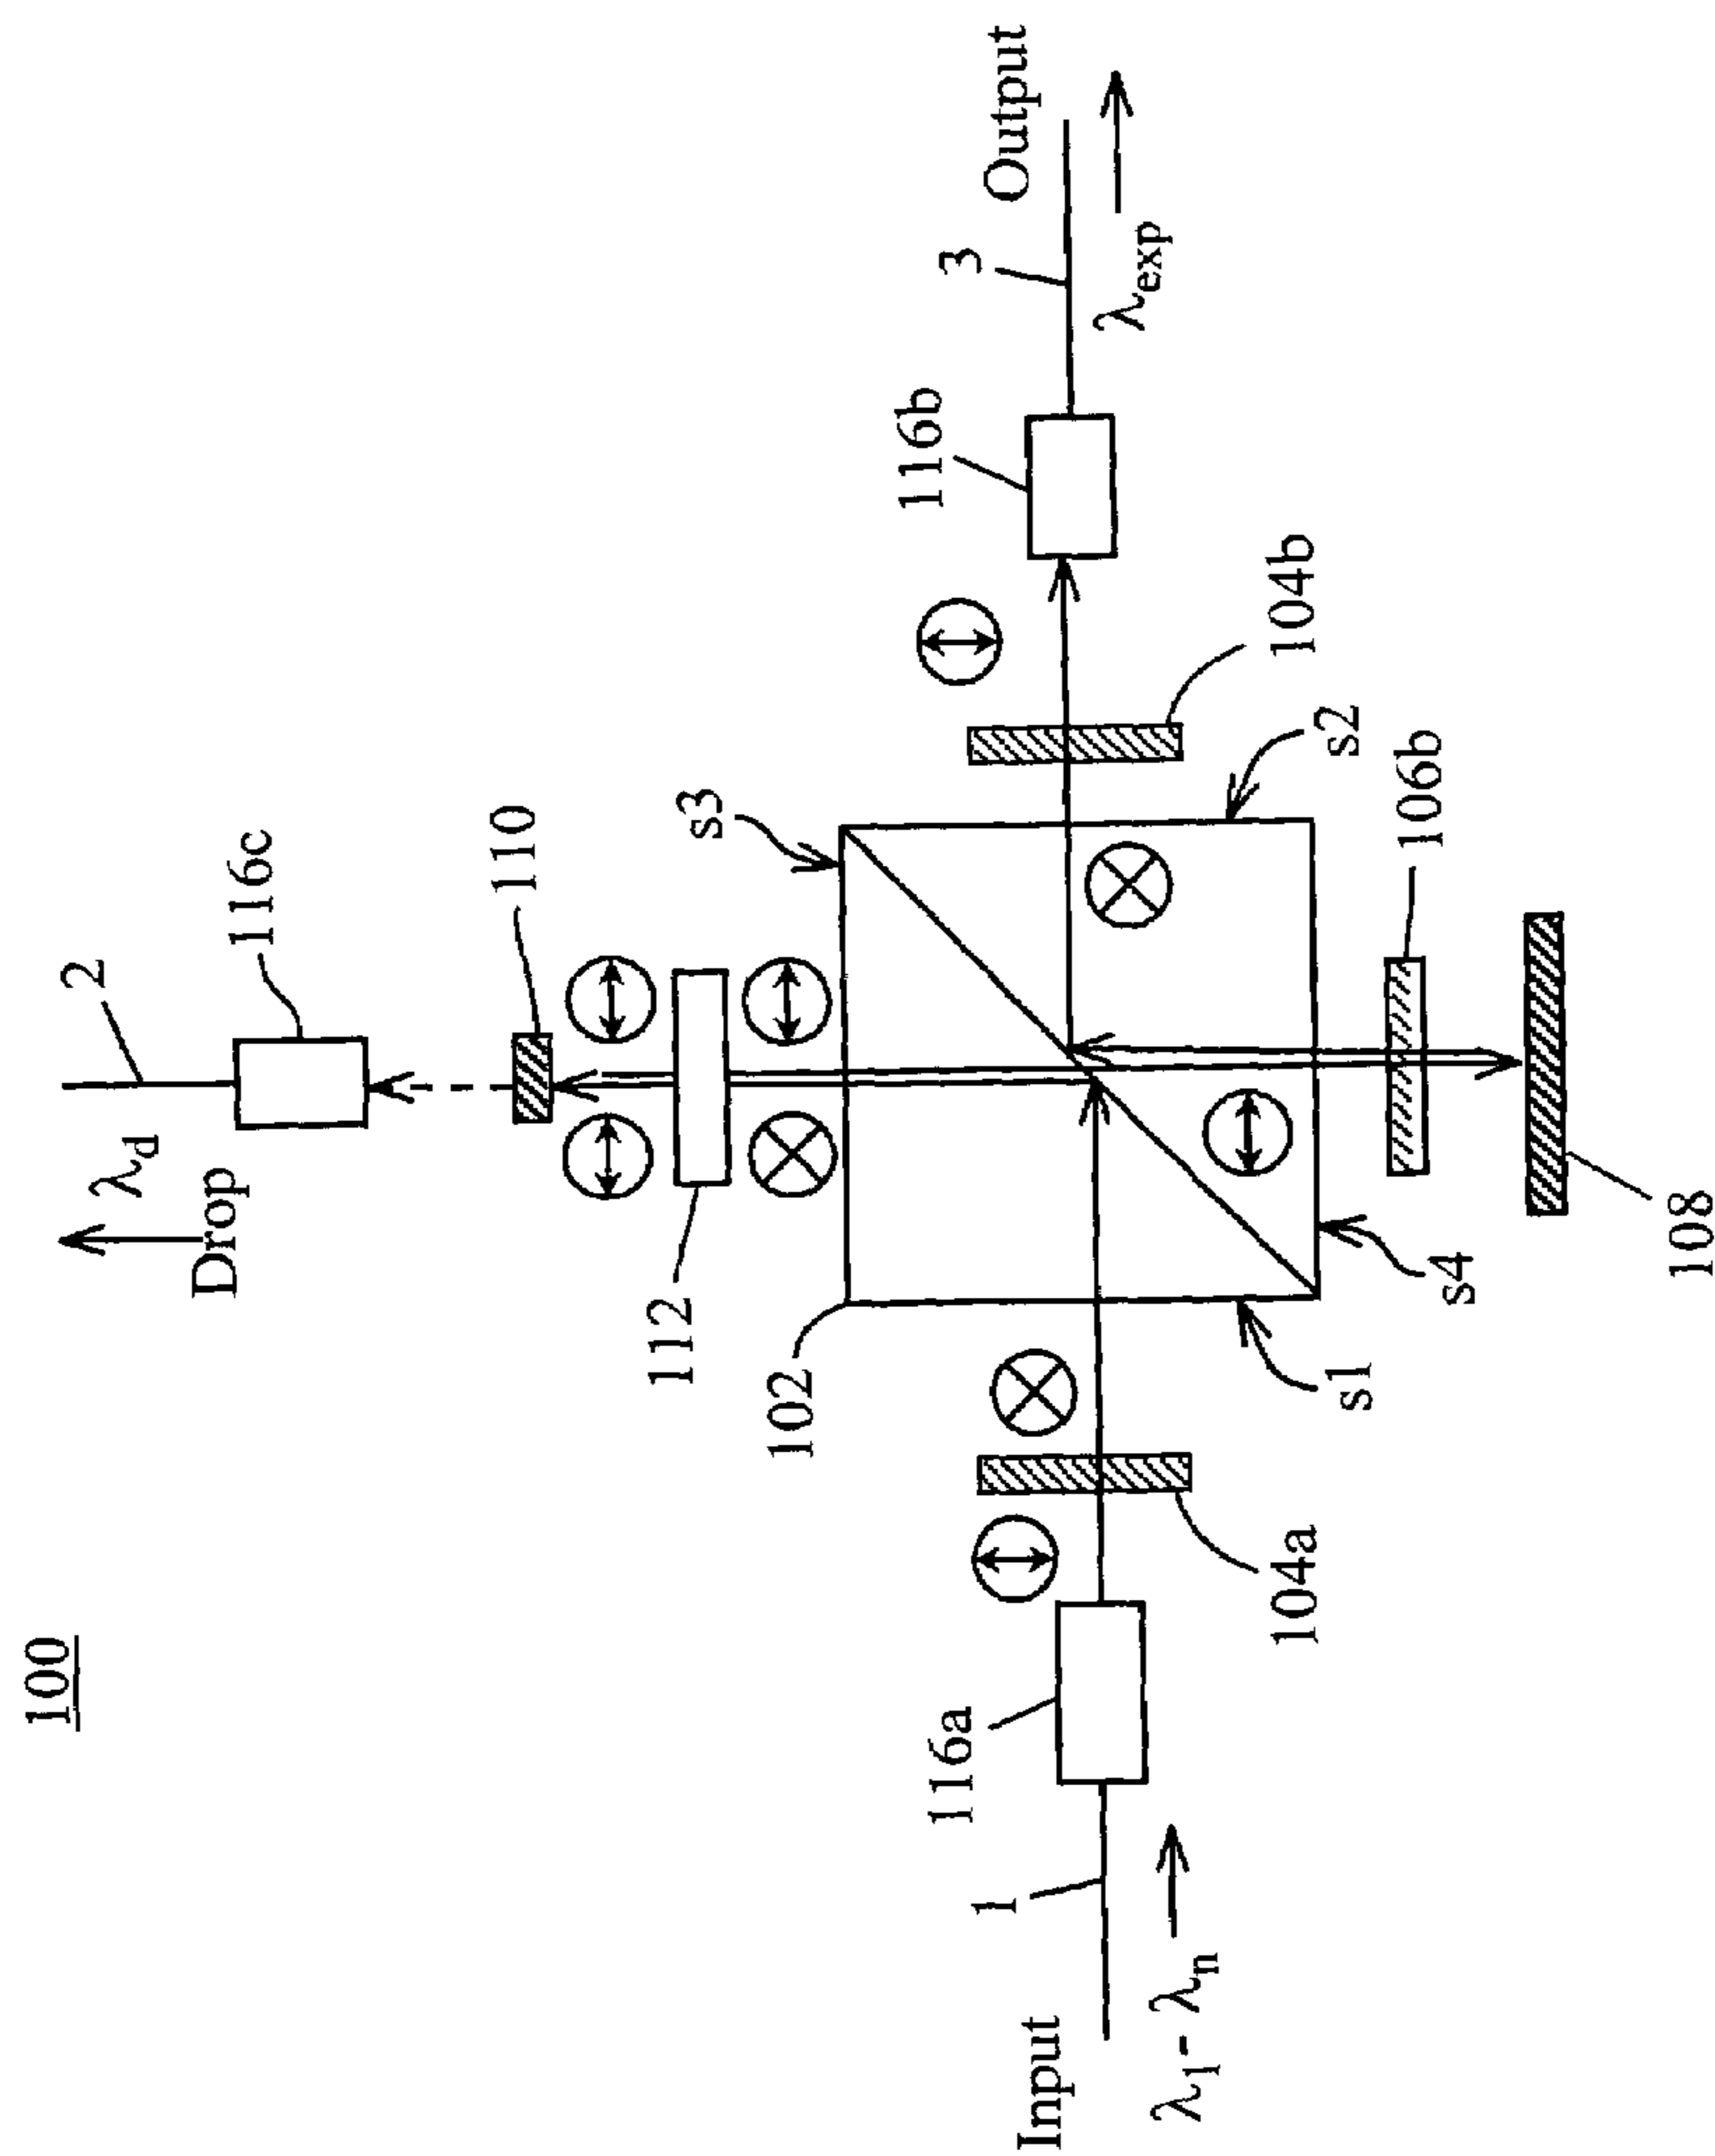 100
Input
λ1 - λn
1
116a
104a
s1
102
112
Drop
λd
2
116c
110
s3
s4
108
106b
s2
104b
116b
3
λexp
Output